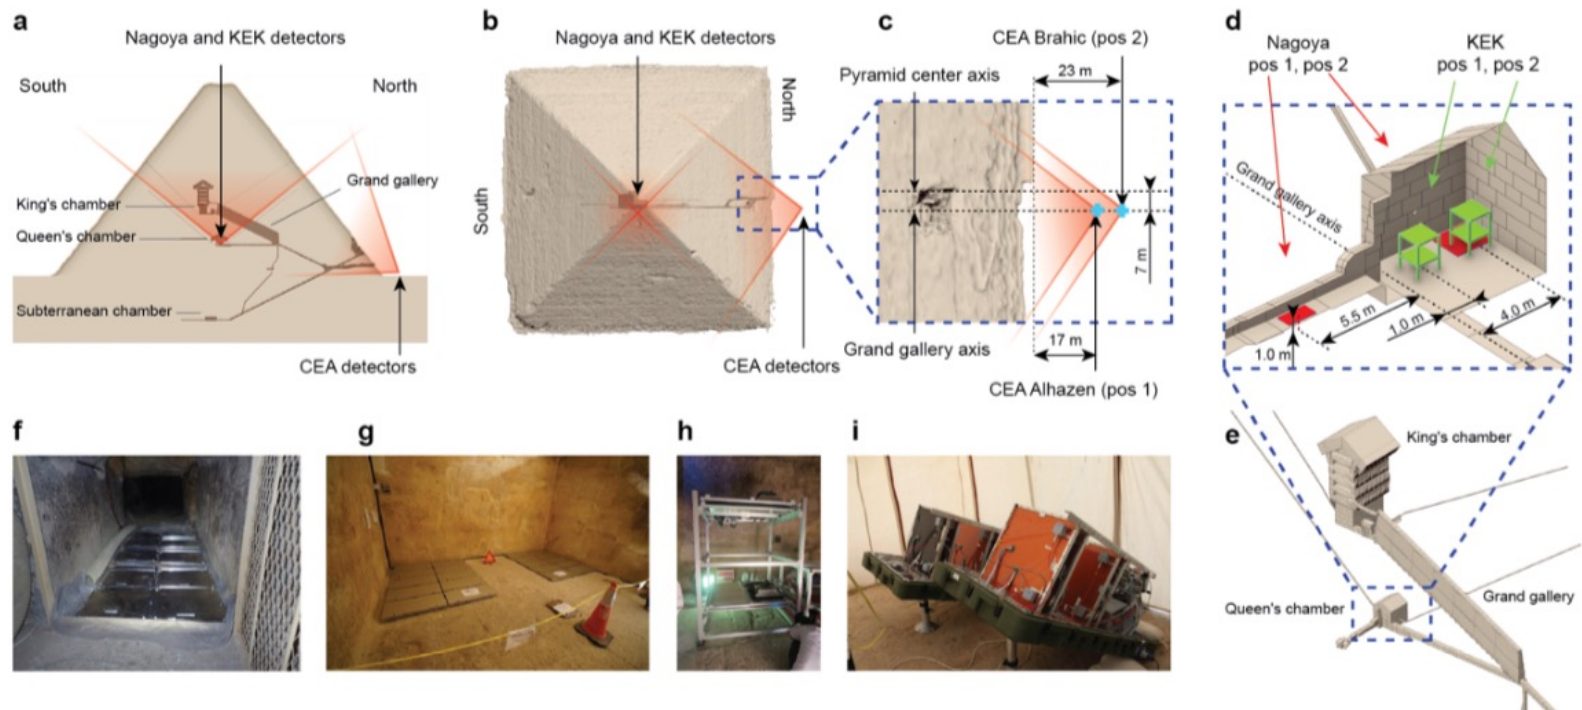 a
Nagoya and KEK detectors
South
North
King's chamber
Grand gallery
Queen's chamber
Subterranean chamber
CEA detectors
b
Nagoya and KEK detectors
North
South
CEA detectors
c
CEA Brahic (pos 2)
23 m
Pyramid center axis
7 m
Grand gallery axis
17 m
CEA Alhazen (pos 1)
d
Nagoya
pos 1, pos 2
KEK
pos 1, pos 2
Grand gallery axis
5.5 m
1.0 m
4.0 m
1.0 m
e
King's chamber
Queen's chamber
Grand gallery
f
g
h
i